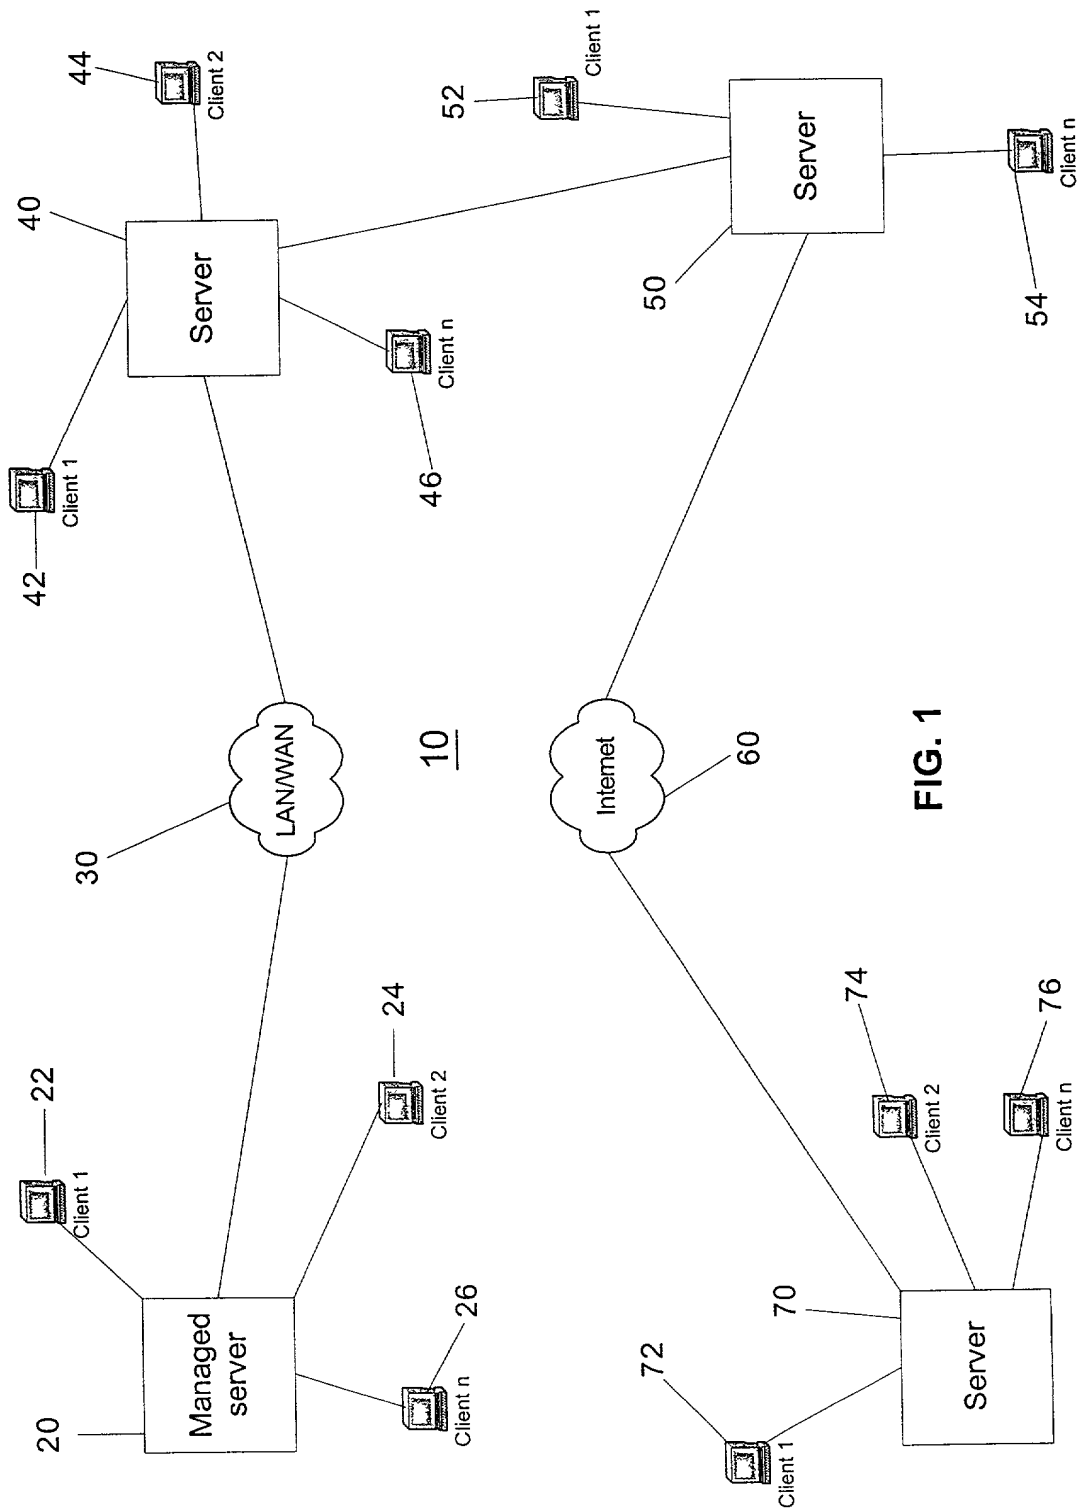 20
Managed
server
22
Client 1
24
Client 2
26
Client n
30
LAN/WAN
42
Client 1
40
Server
44
Client 2
46
Client n
10
52
Client 1
50
Server
54
Client n
60
Internet
72
Client 1
70
Server
74
Client 2
76
Client n
FIG. 1